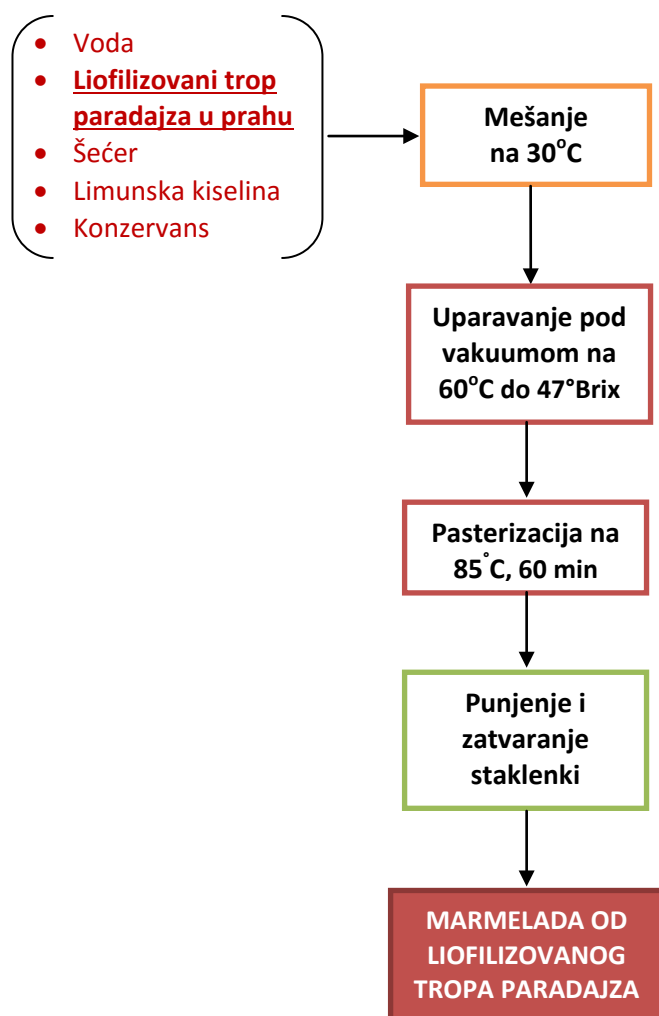 • Voda
• Liofilizovani trop
paradajza u prahu
• Šećer
• Limunska kiselina
• Konzervans
Mešanje
na 30°C
Uparavanje pod
vakuumom na
60°C do 47°Brix
Pasterizacija na
85°C, 60 min
Punjenje i
zatvaranje
staklenki
MARMELADA OD
LIOFILIZOVANOG
TROPA PARADAJZA